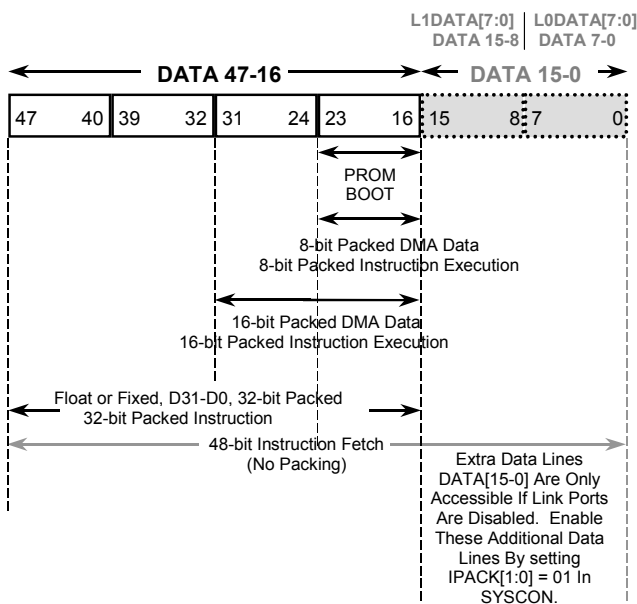 L1DATA[7:0] L0DATA[7:0]
DATA 15-8 DATA 7-0
DATA 47-16 DATA 15-0
47 40 39 32 31 24 23 16 15 8 7 0
PROM
BOOT
8-bit Packed DMA Data
8-bit Packed Instruction Execution
16-bit Packed DMA Data
16-bit Packed Instruction Execution
Float or Fixed, D31-D0, 32-bit Packed
32-bit Packed Instruction
48-bit Instruction Fetch
(No Packing)
Extra Data Lines
DATA[15-0] Are Only
Accessible If Link Ports
Are Disabled. Enable
These Additional Data
Lines By setting
IPACK[1:0] = 01 In
SYSCON.